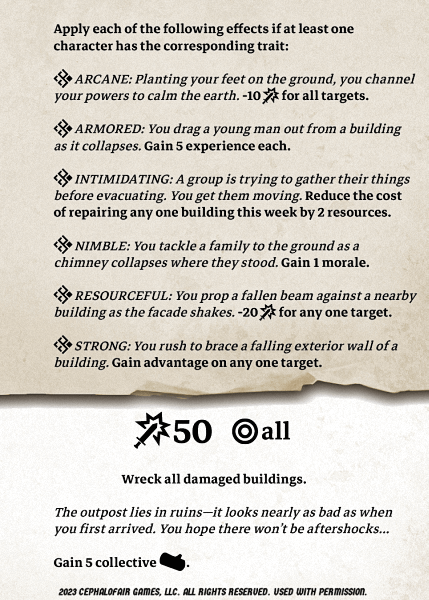 Apply each of the following effects if at least one
character has the corresponding trait:
ARCANE: Planting your feet on the ground, you channel
your powers to calm the earth. -10 for all targets.
ARMORED: You drag a young man out from a building
as it collapses. Gain 5 experience each.
INTIMIDATING: A group is trying to gather their things
before evacuating. You get them moving. Reduce the cost
of repairing any one building this week by 2 resources.
NIMBLE: You tackle a family to the ground as a
chimney collapses where they stood. Gain 1 morale.
RESOURCEFUL: You prop a fallen beam against a nearby
building as the facade shakes. -20 for any one target.
STRONG: You rush to brace a falling exterior wall of a
building. Gain advantage on any one target.
50 all
Wreck all damaged buildings.
The outpost lies in ruins—it looks nearly as bad as when
you first arrived. You hope there won't be aftershocks...
Gain 5 collective .
2023 CEPHALOFAIR GAMES, LLC. ALL RIGHTS RESERVED. USED WITH PERMISSION.